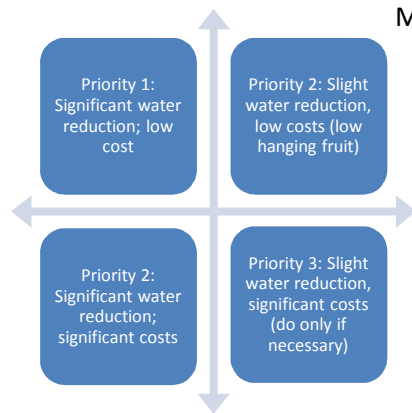 M
Priority 1:
Significant water
reduction; low
cost
Priority 2: Slight
water reduction,
low costs (low
hanging fruit)
Priority 2:
Significant water
reduction;
significant costs
Priority 3: Slight
water reduction,
significant costs
(do only if
necessary)